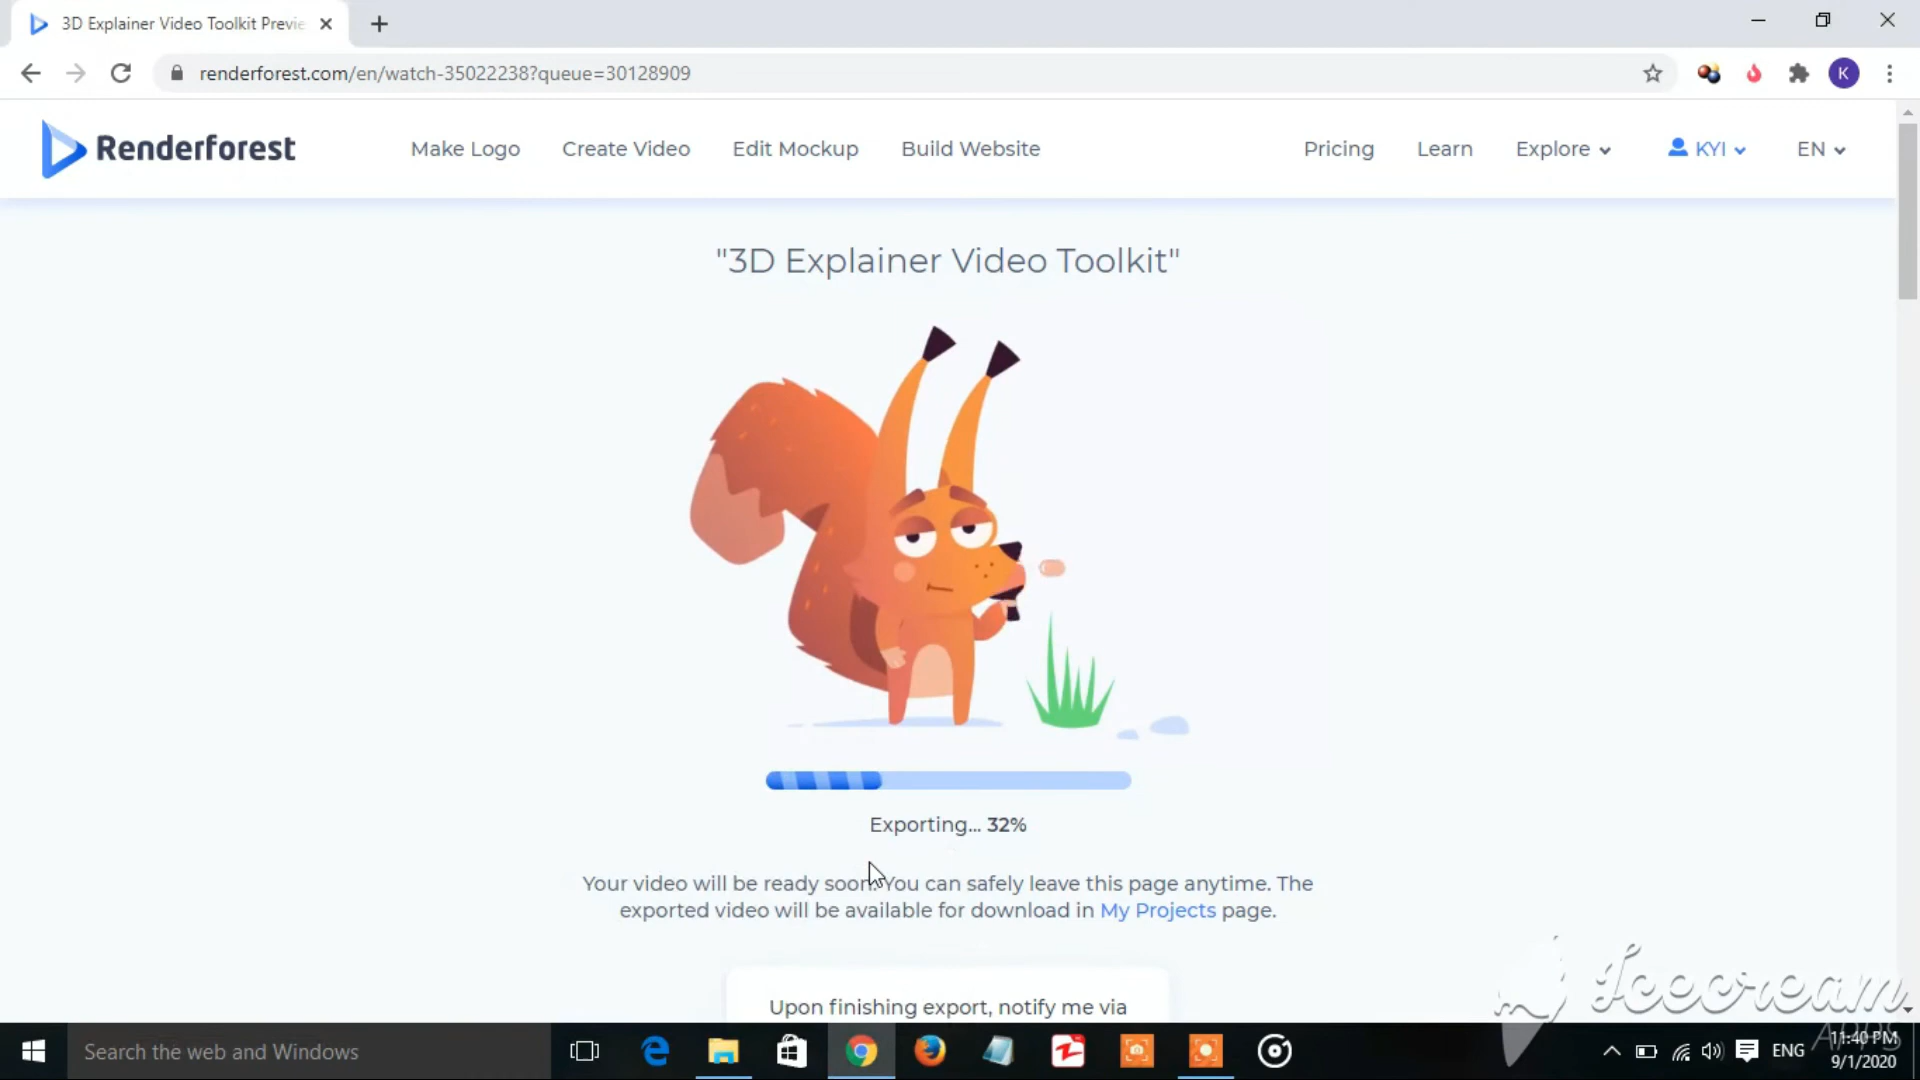 3D Explainer Video Toolkit Previe
renderforest.com/en/watch-35022238?queue=30128909
K
Renderforest
Make Logo
Create Video
Edit Mockup
Build Website
Pricing
Learn
Explore
KYI
EN
"3D Explainer Video Toolkit"
Exporting... 32%
Your video will be ready soon. You can safely leave this page anytime. The
exported video will be available for download in My Projects page.
Upon finishing export, notify me via
Icecream
APPS
Search the web and Windows
ENG
11:40 PM
9/1/2020